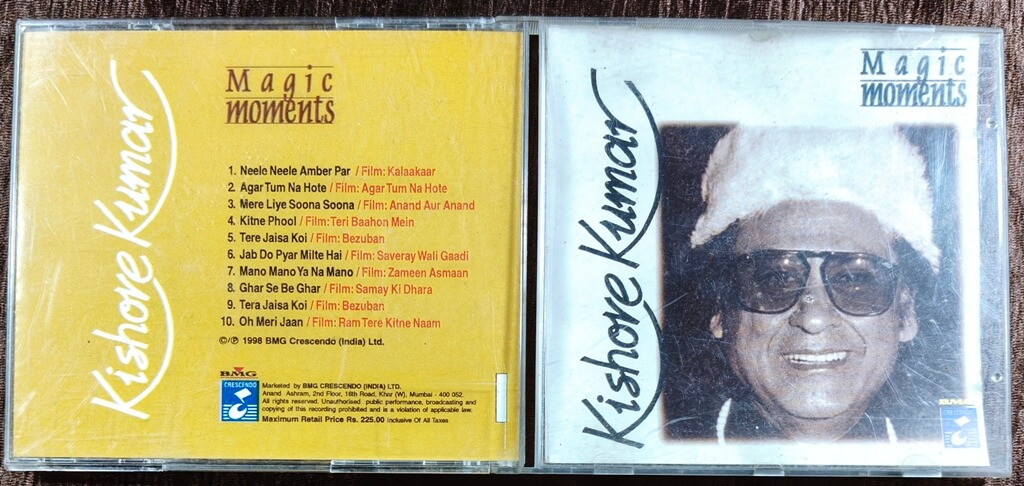 Kishore Kumar
Magic
moments
1. Neele Neele Amber Par / Film: Kalaakaar
2. Agar Tum Na Hote / Film: Agar Tum Na Hote
3. Mere Liye Soona Soona / Film: Anand Aur Anand
4. Kitne Phool / Film: Teri Baahon Mein
5. Tere Jaisa Koi / Film: Bezuban
6. Jab Do Pyar Milte Hai / Film: Saveray Wali Gaadi
7. Mano Mano Ya Na Mano / Film: Zameen Asmaan
8. Ghar Se Be Ghar / Film: Samay Ki Dhara
9. Tera Jaisa Koi / Film: Bezuban
10. Oh Meri Jaan / Film: Ram Tere Kitne Naam
©/℗ 1998 BMG Crescendo (India) Ltd.
BMG
CRESCENDO
Marketed by BMG CRESCENDO (INDIA) LTD.
Anand Ashram, 2nd Floor, 16th Road, Khar (W), Mumbai - 400 052.
All rights reserved. Unauthorised public performance, broadcasting and
copying of this recording prohibited and is a violation of applicable law.
Maximum Retail Price Rs. 225.00 Inclusive Of All Taxes
Kishore Kumar
Magic
moments
BMG
CRESCENDO